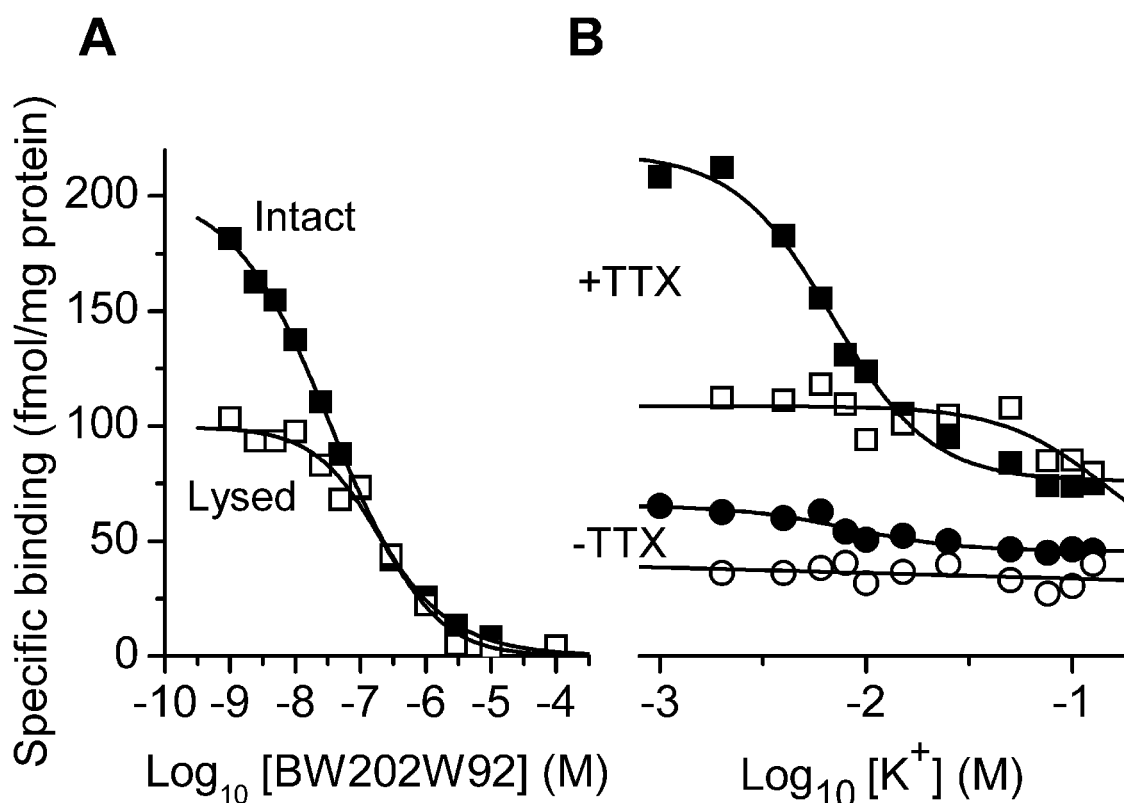 A
B
Specific binding (fmol/mg protein)
200
150
100
50
0
Intact
Lysed
+TTX
-TTX
-10 -9 -8 -7 -6 -5 -4
-3 -2 -1
Log₁₀ [BW202W92] (M)
Log₁₀ [K⁺] (M)